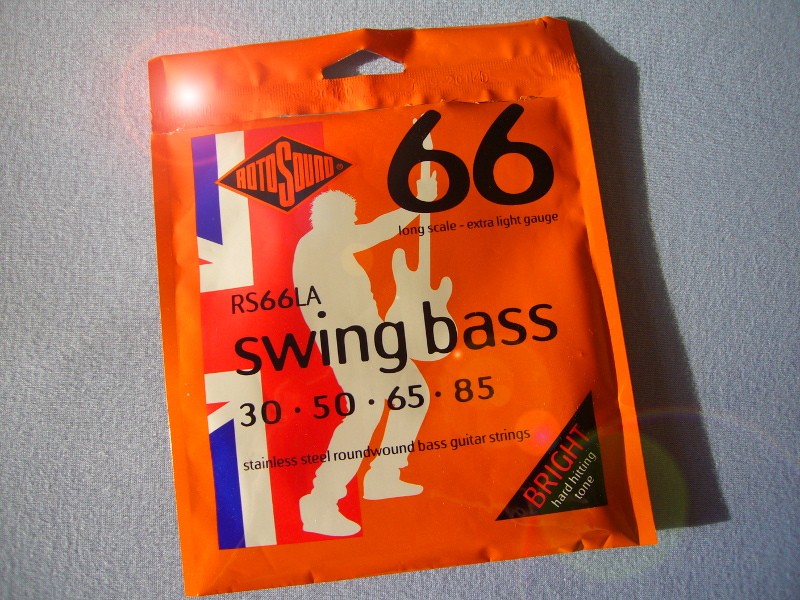 ROTOSOUND®
66
long scale - extra light gauge
RS66LA
swing bass
30 · 50 · 65 · 85
stainless steel roundwound bass guitar strings
BRIGHT
hard hitting
tone